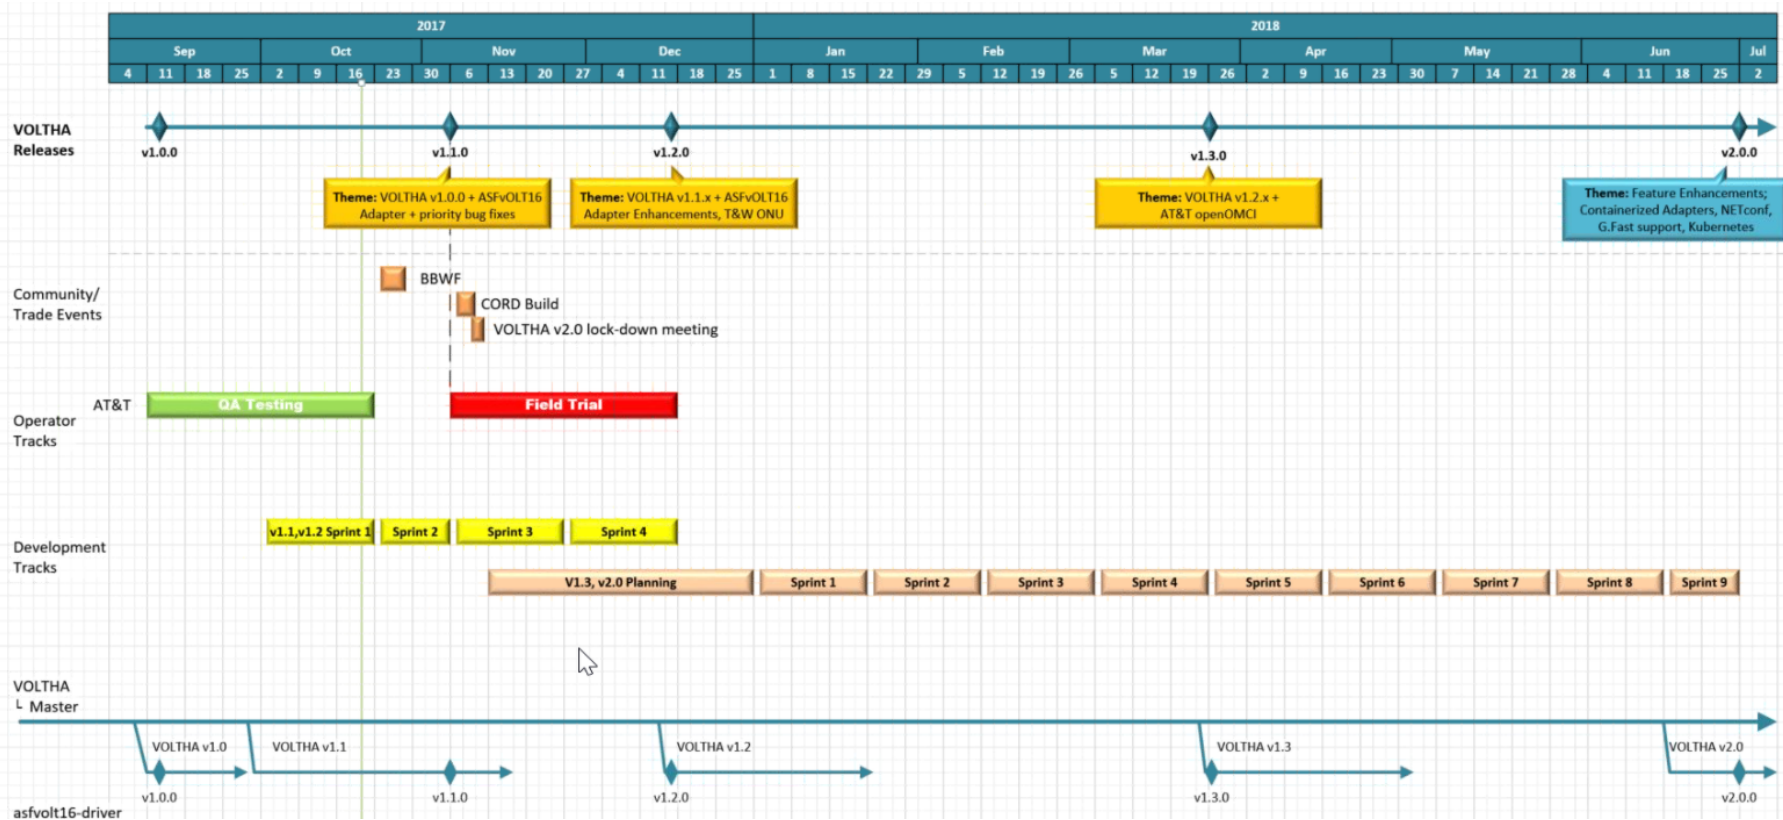 2017 2018
Sep Oct Nov Dec Jan Feb Mar Apr May Jun Jul
4 11 18 25 2 9 16 23 30 6 13 20 27 4 11 18 25 1 8 15 22 29 5 12 19 26 5 12 19 26 2 9 16 23 30 7 14 21 28 4 11 18 25 2
VOLTHA
Releases
v1.0.0 v1.1.0 v1.2.0 v1.3.0 v2.0.0
Theme: VOLTHA v1.0.0 + ASFvOLT16
Adapter + priority bug fixes
Theme: VOLTHA v1.1.x + ASFvOLT16
Adapter Enhancements, T&W ONU
Theme: VOLTHA v1.2.x +
AT&T openOMCI
Theme: Feature Enhancements;
Containerized Adapters, NETconf,
G.Fast support, Kubernetes
Community/
Trade Events
BBWF
CORD Build
VOLTHA v2.0 lock-down meeting
AT&T QA Testing Field Trial
Operator
Tracks
v1.1,v1.2 Sprint 1 Sprint 2 Sprint 3 Sprint 4
Development
Tracks
V1.3, v2.0 Planning Sprint 1 Sprint 2 Sprint 3 Sprint 4 Sprint 5 Sprint 6 Sprint 7 Sprint 8 Sprint 9
VOLTHA
└ Master
VOLTHA v1.0 VOLTHA v1.1 VOLTHA v1.2 VOLTHA v1.3 VOLTHA v2.0
v1.0.0 v1.1.0 v1.2.0 v1.3.0 v2.0.0
asfvolt16-driver